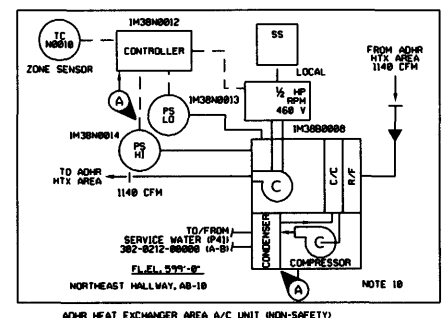 1M38N0012
TC
N0010
CONTROLLER
SS
FROM ADHR
HTX AREA
1140 CFM
ZONE SENSOR
LOCAL
A
PS
LO
1M38N0013
1/2 HP
RPM
460 V
1M38N0014
PS
HI
1M38B0008
TO ADHR
HTX AREA
1140 CFM
C
C/C
R/F
TO/FROM
SERVICE WATER (P41)
302-0212-00000 (A-B)
CONDENSER
C
COMPRESSOR
FL.EL. 599'-0"
NORTHEAST HALLWAY, AB-10
A
NOTE 10
ADHR HEAT EXCHANGER AREA A/C UNIT (NON-SAFETY)